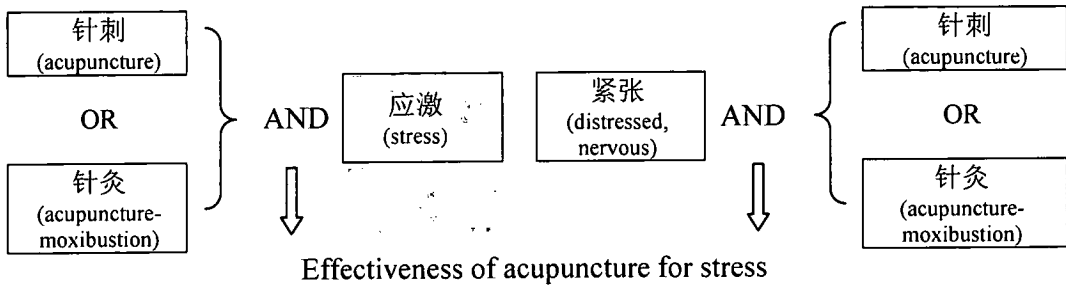 针刺
(acupuncture)
OR
针灸
(acupuncture-
moxibustion)
AND
应激
(stress)
紧张
(distressed,
nervous)
AND
针刺
(acupuncture)
OR
针灸
(acupuncture-
moxibustion)
Effectiveness of acupuncture for stress